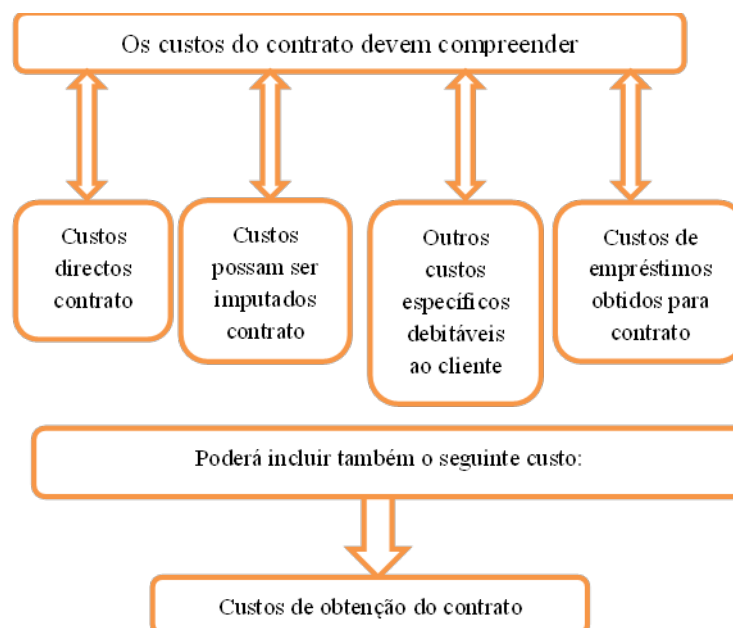 Os custos do contrato devem compreender
Custos
directos
contrato
Custos
possam ser
imputados
contrato
Outros
custos
específicos
debitáveis
ao cliente
Custos de
empréstimos
obtidos para
contrato
Poderá incluir também o seguinte custo:
Custos de obtenção do contrato